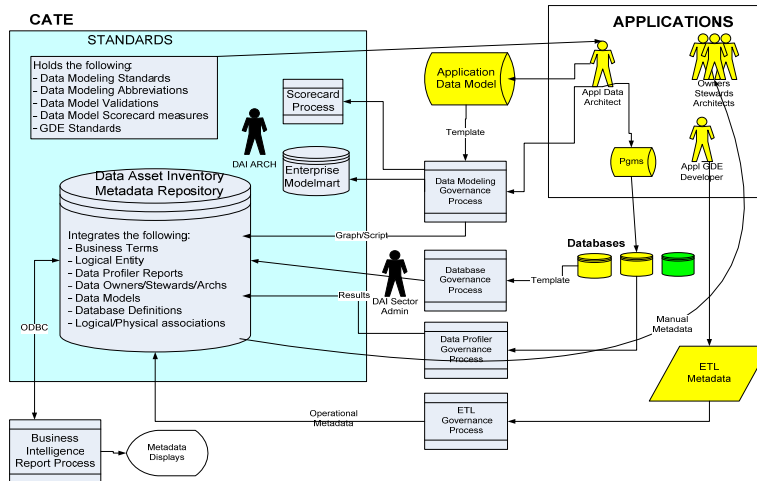 CATE
STANDARDS
Holds the following:
- Data Modeling Standards
- Data Modeling Abbreviations
- Data Model Validations
- Data Model Scorecard measures
- GDE Standards
DAI ARCH
Scorecard
Process
Enterprise
Modelmart
Data Asset Inventory
Metadata Repository
Integrates the following:
- Business Terms
- Logical Entity
- Data Profiler Reports
- Data Owners/Stewards/Archs
- Data Models
- Database Definitions
- Logical/Physical associations
ODBC
Business
Intelligence
Report Process
Metadata
Displays
Application
Data Model
Template
Data Modeling
Governance
Process
Graph/Script
DAI Sector
Admin
Database
Governance
Process
Template
Results
Data Profiler
Governance
Process
Operational
Metadata
ETL
Governance
Process
APPLICATIONS
Appl Data
Architect
Owners
Stewards
Architects
Pgms
Appl GDE
Developer
Databases
Manual
Metadata
ETL
Metadata